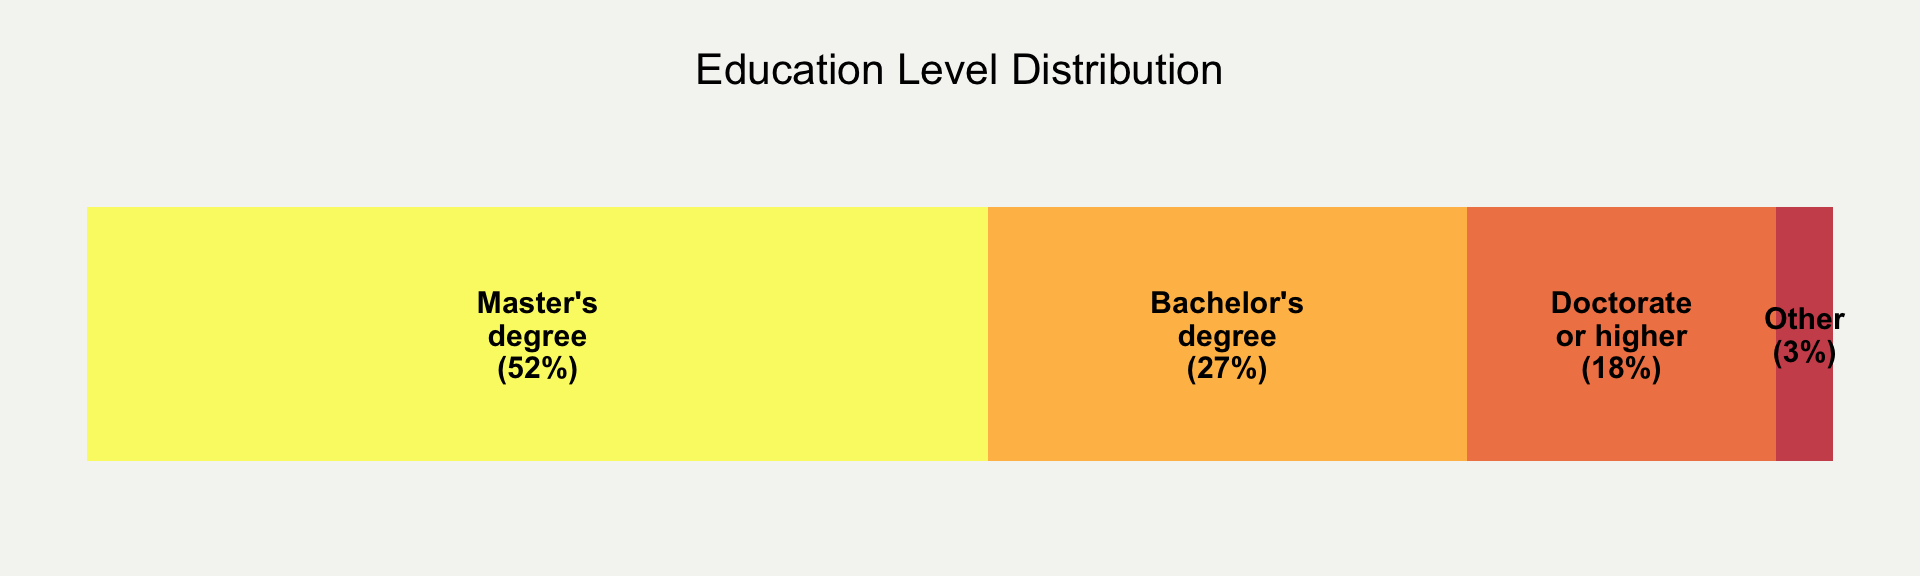 Education Level Distribution
Master's
degree
(52%)
Bachelor's
degree
(27%)
Doctorate
or higher
(18%)
Other
(3%)